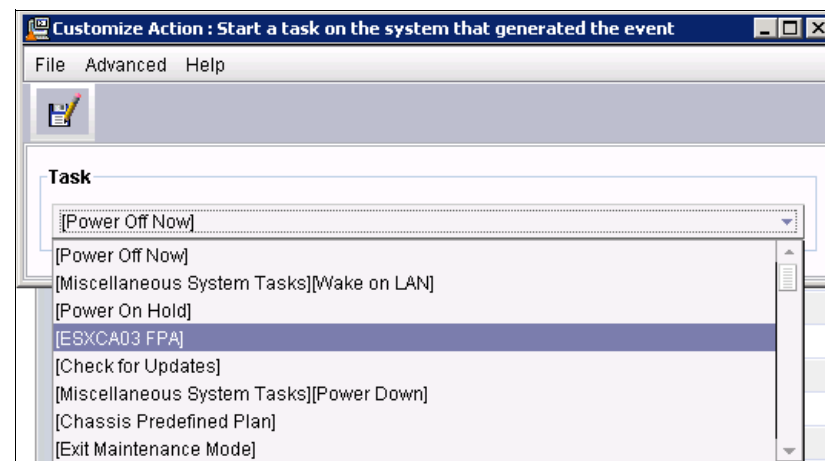 Customize Action : Start a task on the system that generated the event
File Advanced Help
Task
[Power Off Now]
[Power Off Now]
[Miscellaneous System Tasks][Wake on LAN]
[Power On Hold]
[ESXCA03 FPA]
[Check for Updates]
[Miscellaneous System Tasks][Power Down]
[Chassis Predefined Plan]
[Exit Maintenance Mode]